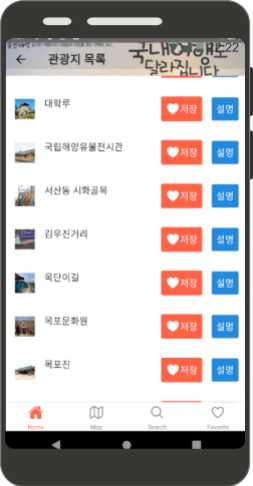 국내여행도
22:22
← 관광지 목록
달라집니다
대학루
저장 설명
국립해양유물전시관
저장 설명
서산동 시화골목
저장 설명
김우진거리
저장 설명
옥단이길
저장 설명
목포문화원
저장 설명
목포진
저장 설명
Home Map Search Favorite